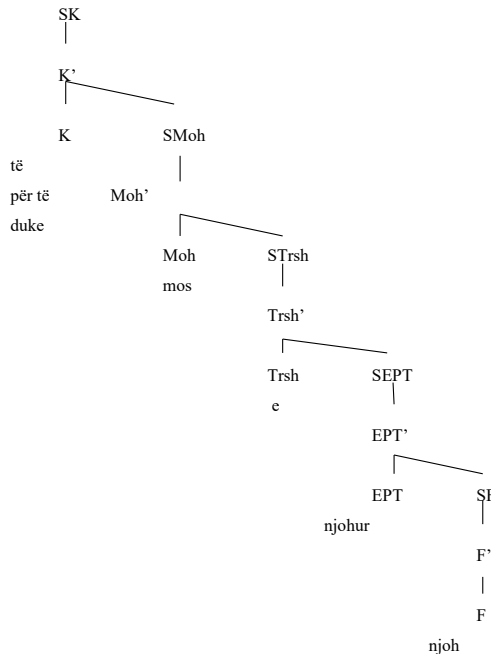 SK
K’
K SMoh
të
për të Moh’
duke
Moh STrsh
mos
Trsh’
Trsh SEPT
e
EPT’
EPT
njohur
F’
F
njoh